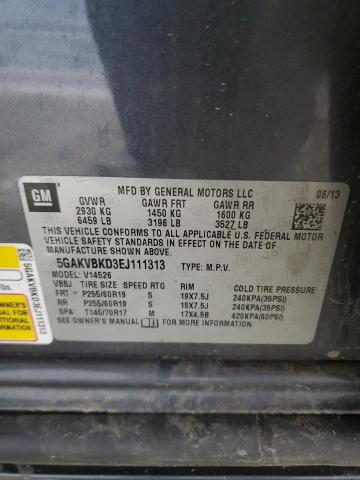 GM
MFD BY GENERAL MOTORS LLC
06/13
GVWR GAWR FRT GAWR RR
2930 KG 1450 KG 1600 KG
6459 LB 3196 LB 3527 LB
THIS VEHICLE CONFORMS TO ALL APPLICABLE U.S. FEDERAL MOTOR
VEHICLE SAFETY STANDARDS IN EFFECT ON THE DATE OF
MANUFACTURE SHOWN ABOVE.
5GAKVBKD3EJ111313 TYPE: M.P.V.
MODEL: V14526
VBBJ TIRE SIZE SPEED RTG RIM COLD TIRE PRESSURE
FRT P255/60R19 S 19X7.5J 240KPA(35PSI)
RR P255/60R19 S 19X7.5J 240KPA(35PSI)
SPA T145/70R17 M 17X4.5B 420KPA(60PSI)
5GAKVBKD3EJ111313
OWNER'S
MANUAL
FOR
ADDITIONAL
INFORMATION